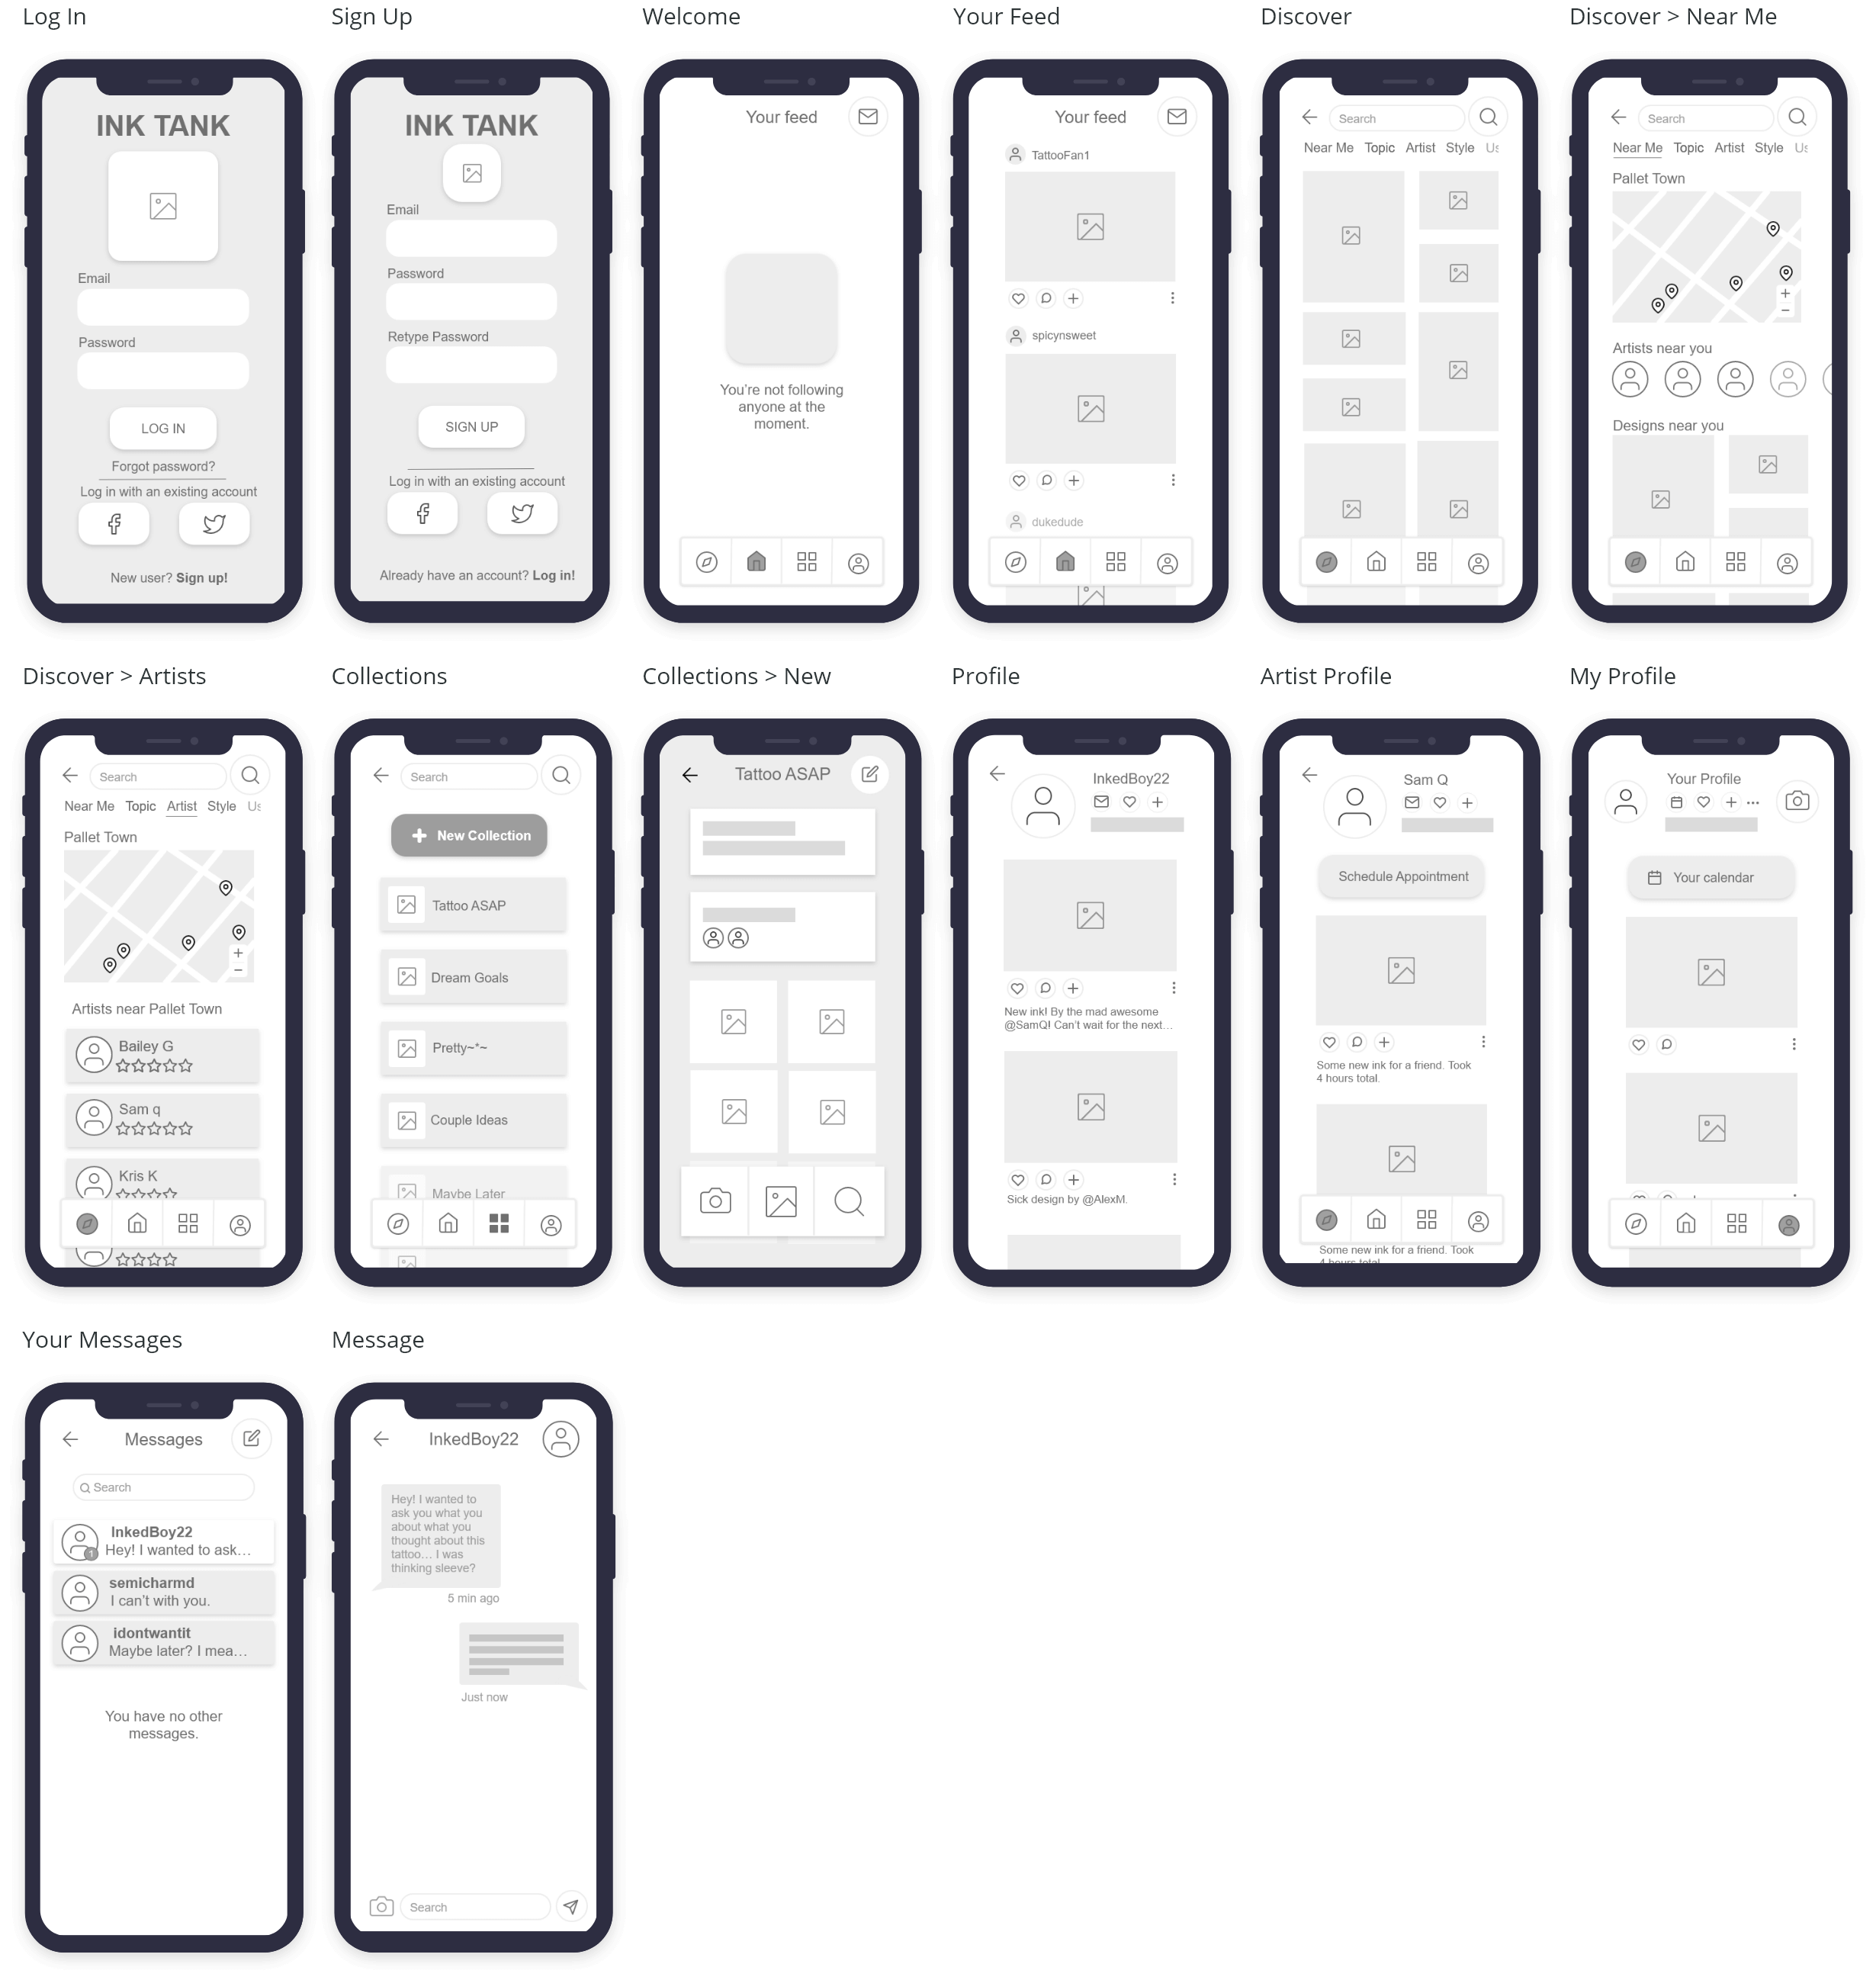 Log In
INK TANK
Email
Password
LOG IN
Forgot password?
Log in with an existing account
New user? Sign up!
Sign Up
INK TANK
Email
Password
Retype Password
SIGN UP
Log in with an existing account
Already have an account? Log in!
Welcome
Your feed
You're not following
anyone at the
moment.
Your Feed
Your feed
TattooFan1
spicynsweet
dukedude
Discover
Search
Near Me Topic Artist Style Us
Discover > Near Me
Search
Near Me Topic Artist Style Us
Pallet Town
+
−
Artists near you
Designs near you
Discover > Artists
Search
Near Me Topic Artist Style Us
Pallet Town
+
−
Artists near Pallet Town
Bailey G
Sam q
Kris K
Collections
Search
New Collection
Tattoo ASAP
Dream Goals
Pretty~*~
Couple Ideas
Maybe Later
Collections > New
Tattoo ASAP
Profile
InkedBoy22
New ink! By the mad awesome
@SamQ! Can't wait for the next...
Sick design by @AlexM.
Artist Profile
Sam Q
Schedule Appointment
Some new ink for a friend. Took
4 hours total.
Some new ink for a friend. Took
4 hours total.
My Profile
Your Profile
Your calendar
Your Messages
Messages
Search
InkedBoy22
1
Hey! I wanted to ask...
semicharmd
I can't with you.
idontwantit
Maybe later? I mea...
You have no other
messages.
Message
InkedBoy22
Hey! I wanted to
ask you what you
about what you
thought about this
tattoo... I was
thinking sleeve?
5 min ago
Just now
Search